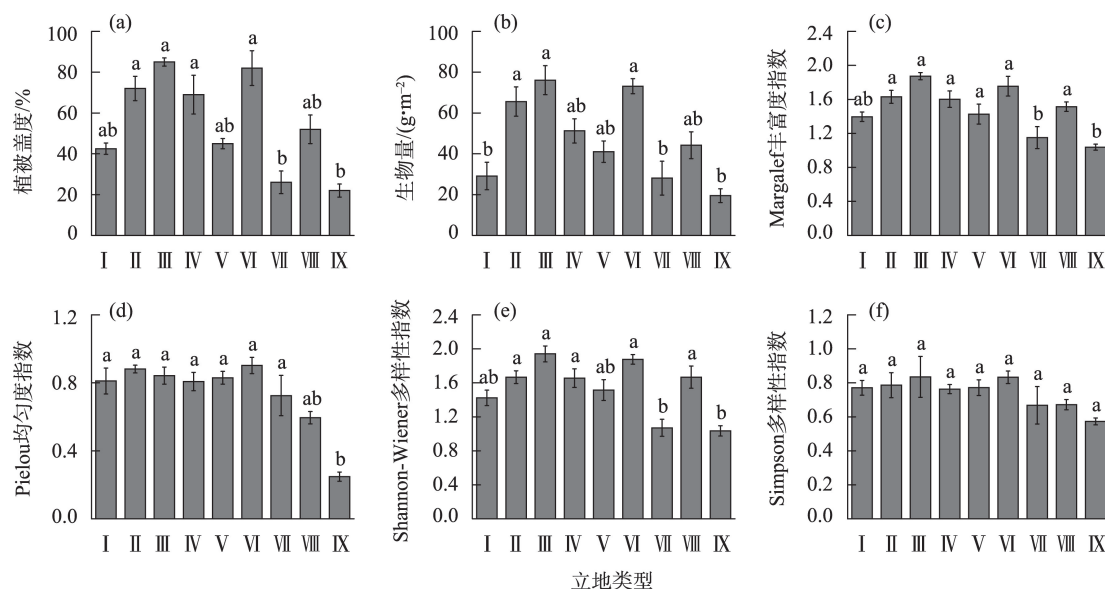 (a)
植被盖度/%
100
80
60
40
20
0
ab a a a ab a b ab b
I II III IV V VI VII VIII IX
(b)
生物量/(g·m⁻²)
100
80
60
40
20
0
b a a ab ab a b ab b
I II III IV V VI VII VIII IX
(c)
Margalef丰富度指数
2.4
2.0
1.6
1.2
0.8
0.4
0.0
ab a a a a a b a b
I II III IV V VI VII VIII IX
(d)
Pielou均匀度指数
1.2
0.8
0.4
0.0
a a a a a a a ab b
I II III IV V VI VII VIII IX
(e)
Shannon-Wiener多样性指数
2.4
2.0
1.6
1.2
0.8
0.4
0.0
ab a a a ab a b a b
I II III IV V VI VII VIII IX
(f)
Simpson多样性指数
1.2
1.0
0.8
0.6
0.4
0.2
0.0
a a a a a a a a a
I II III IV V VI VII VIII IX
立地类型